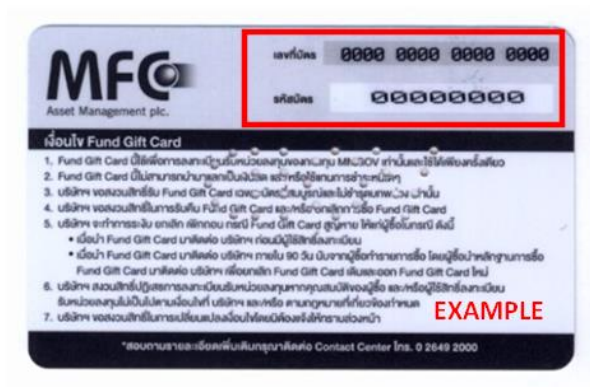 MFC
Asset Management plc.
เลขที่บัตร 0000 0000 0000 0000
รหัสบัตร 00000000
เงื่อนไข Fund Gift Card
1. Fund Gift Card นี้ใช้เพื่อการลงทะเบียนรับหน่วยลงทุนของกองทุน MNGOV เท่านั้นและใช้ได้เพียงครั้งเดียว
2. Fund Gift Card นี้ไม่สามารถนำมาแลกเป็นเงินสด และ/หรือใช้แทนการชำระหนี้ใดๆ
3. บริษัทฯ ขอสงวนสิทธิ์รับ Fund Gift Card เฉพาะบัตรที่สมบูรณ์และไม่ชำรุดบกพร่องเท่านั้น
4. บริษัทฯ ขอสงวนสิทธิ์ในการรับคืน Fund Gift Card และ/หรือยกเลิกการซื้อ Fund Gift Card
5. บริษัทฯ จะทำการระงับ ยกเลิก เพิกถอน กรณี Fund Gift Card สูญหาย ให้แก่ผู้ซื้อในกรณี ดังนี้
• เมื่อนำ Fund Gift Card มาติดต่อ บริษัทฯ ก่อนมีผู้ใช้สิทธิ์ลงทะเบียน
• เมื่อนำ Fund Gift Card มาติดต่อ บริษัทฯ ภายใน 90 วัน นับจากผู้ซื้อทำรายการซื้อ โดยผู้ซื้อนำหลักฐานการซื้อ
Fund Gift Card มาติดต่อ บริษัทฯ เพื่อยกเลิก Fund Gift Card เดิมและออก Fund Gift Card ใหม่
6. บริษัทฯ สงวนสิทธิ์ปฏิเสธการลงทะเบียนรับหน่วยลงทุนหากคุณสมบัติของผู้ซื้อ และ/หรือผู้ใช้สิทธิ์ลงทะเบียน
รับหน่วยลงทุนไม่เป็นไปตามเงื่อนไขที่ บริษัทฯ และ/หรือ ตามกฎหมายที่เกี่ยวข้องกำหนด
7. บริษัทฯ ขอสงวนสิทธิ์ในการเปลี่ยนแปลงเงื่อนไขโดยมิต้องแจ้งให้ทราบล่วงหน้า
EXAMPLE
*สอบถามรายละเอียดเพิ่มเติมกรุณาติดต่อ Contact Center โทร. 0 2649 2000